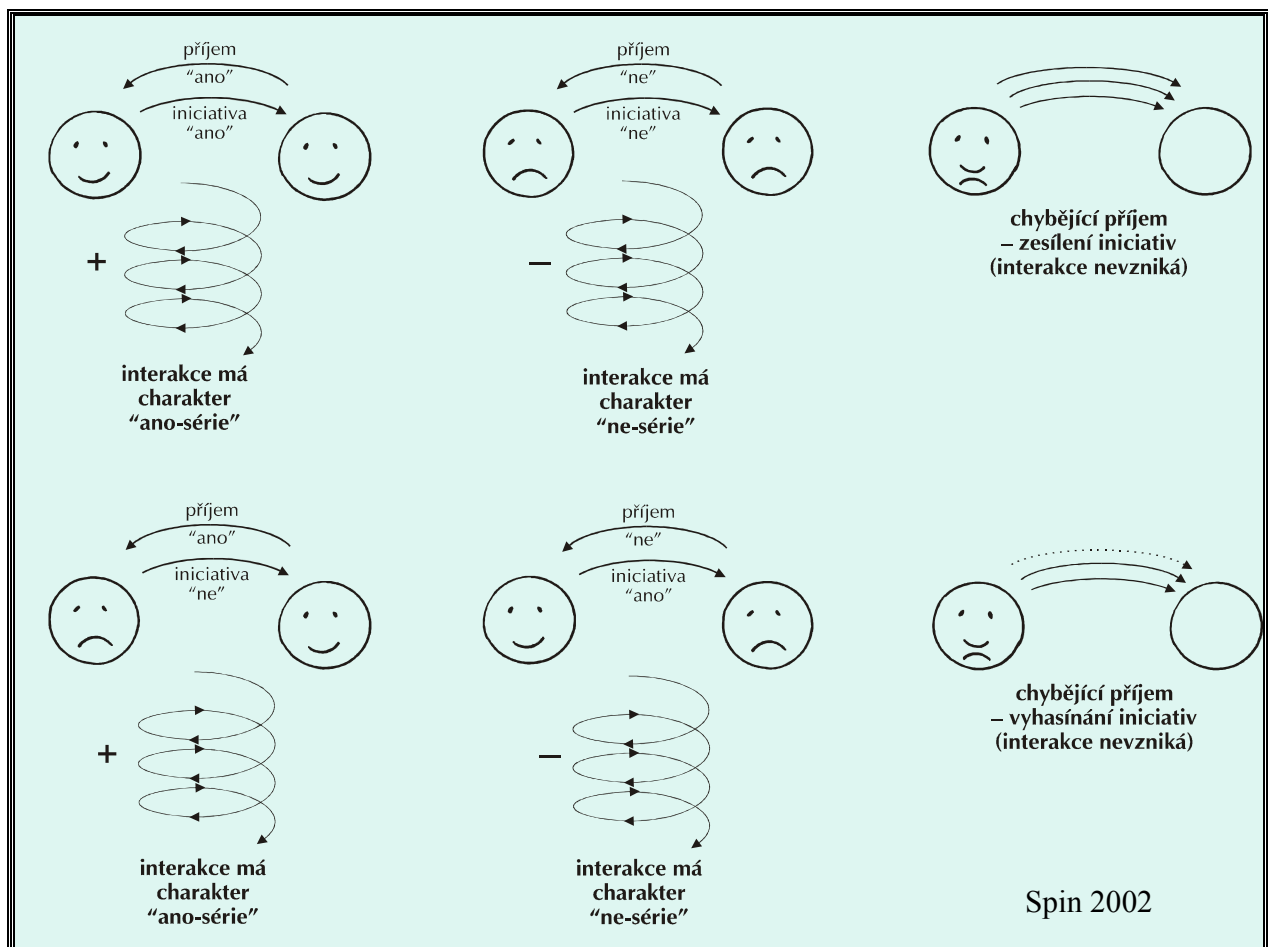 příjem
“ano”
iniciativa
“ano”
+
interakce má
charakter
“ano-série”
příjem
“ne”
iniciativa
“ne”
–
interakce má
charakter
“ne-série”
chybějící příjem
– zesílení iniciativ
(interakce nevzniká)
příjem
“ano”
iniciativa
“ne”
+
interakce má
charakter
“ano-série”
příjem
“ne”
iniciativa
“ano”
–
interakce má
charakter
“ne-série”
chybějící příjem
– vyhasínání iniciativ
(interakce nevzniká)
Spin 2002